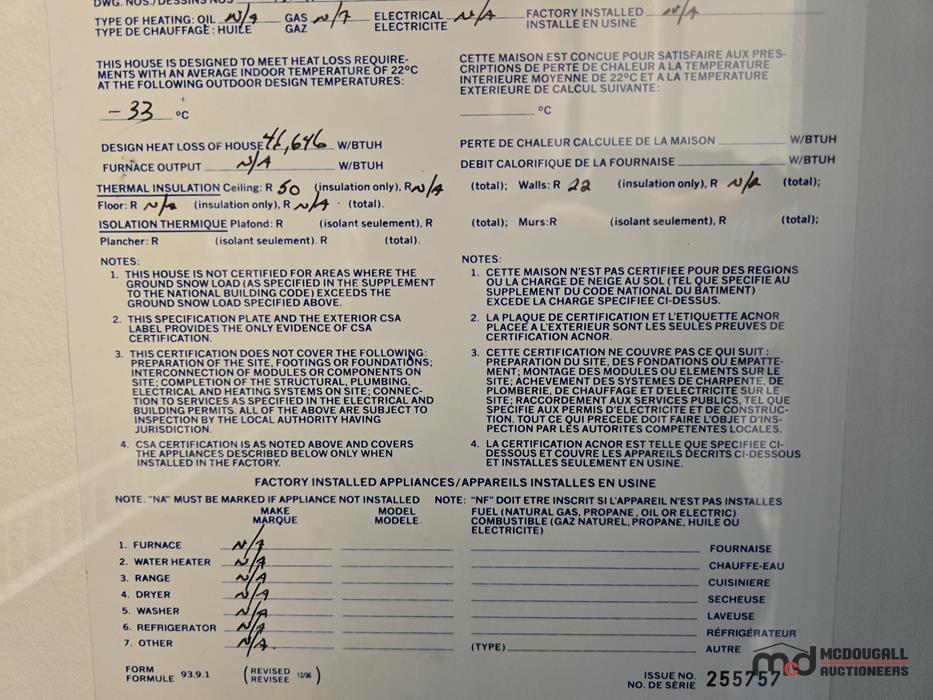 DWG. NOS./DESSINS NOS
TYPE OF HEATING: OIL N/A GAS N/A ELECTRICAL N/A FACTORY INSTALLED N/A
TYPE DE CHAUFFAGE: HUILE GAZ ELECTRICITE INSTALLE EN USINE
THIS HOUSE IS DESIGNED TO MEET HEAT LOSS REQUIRE-
MENTS WITH AN AVERAGE INDOOR TEMPERATURE OF 22°C
AT THE FOLLOWING OUTDOOR DESIGN TEMPERATURES:
-33 °C
CETTE MAISON EST CONCUE POUR SATISFAIRE AUX PRES-
CRIPTIONS DE PERTE DE CHALEUR A LA TEMPERATURE
INTERIEURE MOYENNE DE 22°C ET A LA TEMPERATURE
EXTERIEURE DE CALCUL SUIVANTE:
°C
DESIGN HEAT LOSS OF HOUSE 41,646 W/BTUH
FURNACE OUTPUT N/A W/BTUH
PERTE DE CHALEUR CALCULEE DE LA MAISON W/BTUH
DEBIT CALORIFIQUE DE LA FOURNAISE W/BTUH
THERMAL INSULATION Ceiling: R 50 (insulation only), R N/A (total); Walls: R 22 (insulation only), R N/A (total);
Floor: R N/A (insulation only), R N/A . (total).
ISOLATION THERMIQUE Plafond: R (isolant seulement), R (total); Murs:R (isolant seulement), R (total);
Plancher: R (isolant seulement). R (total).
NOTES:
1. THIS HOUSE IS NOT CERTIFIED FOR AREAS WHERE THE
GROUND SNOW LOAD (AS SPECIFIED IN THE SUPPLEMENT
TO THE NATIONAL BUILDING CODE) EXCEEDS THE
GROUND SNOW LOAD SPECIFIED ABOVE.
2. THIS SPECIFICATION PLATE AND THE EXTERIOR CSA
LABEL PROVIDES THE ONLY EVIDENCE OF CSA
CERTIFICATION.
3. THIS CERTIFICATION DOES NOT COVER THE FOLLOWING:
PREPARATION OF THE SITE, FOOTINGS OR FOUNDATIONS;
INTERCONNECTION OF MODULES OR COMPONENTS ON
SITE; COMPLETION OF THE STRUCTURAL, PLUMBING,
ELECTRICAL AND HEATING SYSTEMS ON SITE; CONNEC-
TION TO SERVICES AS SPECIFIED IN THE ELECTRICAL AND
BUILDING PERMITS. ALL OF THE ABOVE ARE SUBJECT TO
INSPECTION BY THE LOCAL AUTHORITY HAVING
JURISDICTION.
4. CSA CERTIFICATION IS AS NOTED ABOVE AND COVERS
THE APPLIANCES DESCRIBED BELOW ONLY WHEN
INSTALLED IN THE FACTORY.
NOTES:
1. CETTE MAISON N'EST PAS CERTIFIEE POUR DES REGIONS
OU LA CHARGE DE NEIGE AU SOL (TEL QUE SPECIFIE AU
SUPPLEMENT DU CODE NATIONAL DU BATIMENT)
EXCEDE LA CHARGE SPECIFIEE CI-DESSUS.
2. LA PLAQUE DE CERTIFICATION ET L'ETIQUETTE ACNOR
PLACEE A L'EXTERIEUR SONT LES SEULES PREUVES DE
CERTIFICATION ACNOR.
3. CETTE CERTIFICATION NE COUVRE PAS CE QUI SUIT:
PREPARATION DU SITE, DES FONDATIONS OU EMPATTE-
MENT; MONTAGE DES MODULES OU ELEMENTS SUR LE
SITE; ACHEVEMENT DES SYSTEMES DE CHARPENTE, DE
PLOMBERIE, DE CHAUFFAGE ET D'ELECTRICITE SUR LE
SITE; RACCORDEMENT AUX SERVICES PUBLICS, TEL QUE
SPECIFIE AUX PERMIS D'ELECTRICITE ET DE CONSTRUC-
TION. TOUT CE QUI PRECEDE DOIT FAIRE L'OBJET D'INS-
PECTION PAR LES AUTORITES COMPETENTES LOCALES.
4. LA CERTIFICATION ACNOR EST TELLE QUE SPECIFIEE CI-
DESSOUS ET COUVRE LES APPAREILS DECRITS CI-DESSOUS
ET INSTALLES SEULEMENT EN USINE.
FACTORY INSTALLED APPLIANCES/APPAREILS INSTALLES EN USINE
NOTE. "NA" MUST BE MARKED IF APPLIANCE NOT INSTALLED NOTE: "NF" DOIT ETRE INSCRIT SI L'APPAREIL N'EST PAS INSTALLES
MAKE MODEL FUEL (NATURAL GAS, PROPANE, OIL OR ELECTRIC)
MARQUE MODELE. COMBUSTIBLE (GAZ NATUREL, PROPANE, HUILE OU
ELECTRICITE)
1. FURNACE N/A FOURNAISE
2. WATER HEATER N/A CHAUFFE-EAU
3. RANGE N/A CUISINIERE
4. DRYER N/A SECHEUSE
5. WASHER N/A LAVEUSE
6. REFRIGERATOR N/A RÉFRIGÉRATEUR
7. OTHER N/A. (TYPE) AUTRE
FORM
FORMULE 93.9.1 (REVISED
REVISEE 12/96)
ISSUE NO.
NO. DE SÉRIE 255757
mcd MCDOUGALL
AUCTIONEERS